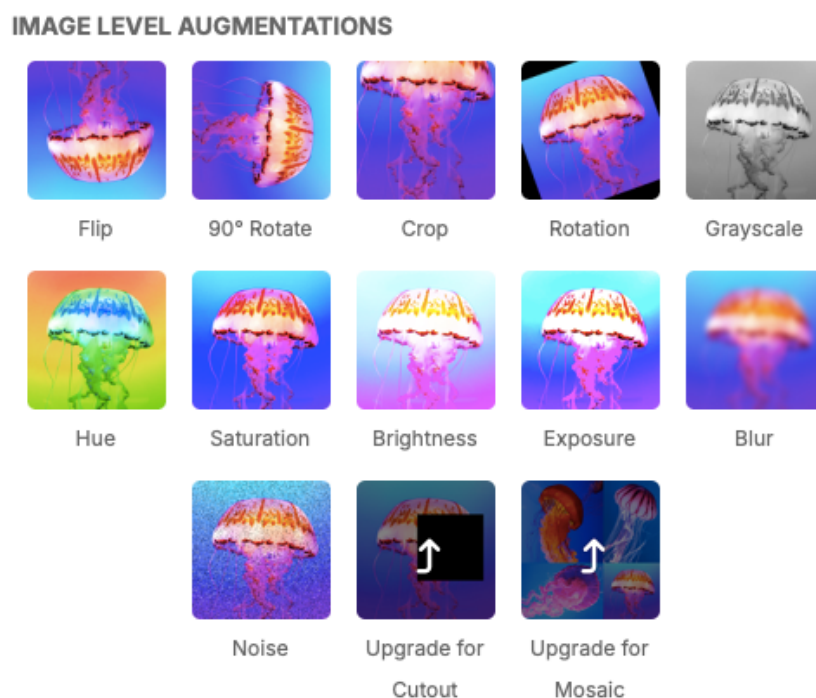 IMAGE LEVEL AUGMENTATIONS
Flip
90° Rotate
Crop
Rotation
Grayscale
Hue
Saturation
Brightness
Exposure
Blur
Noise
Upgrade for
Cutout
Upgrade for
Mosaic